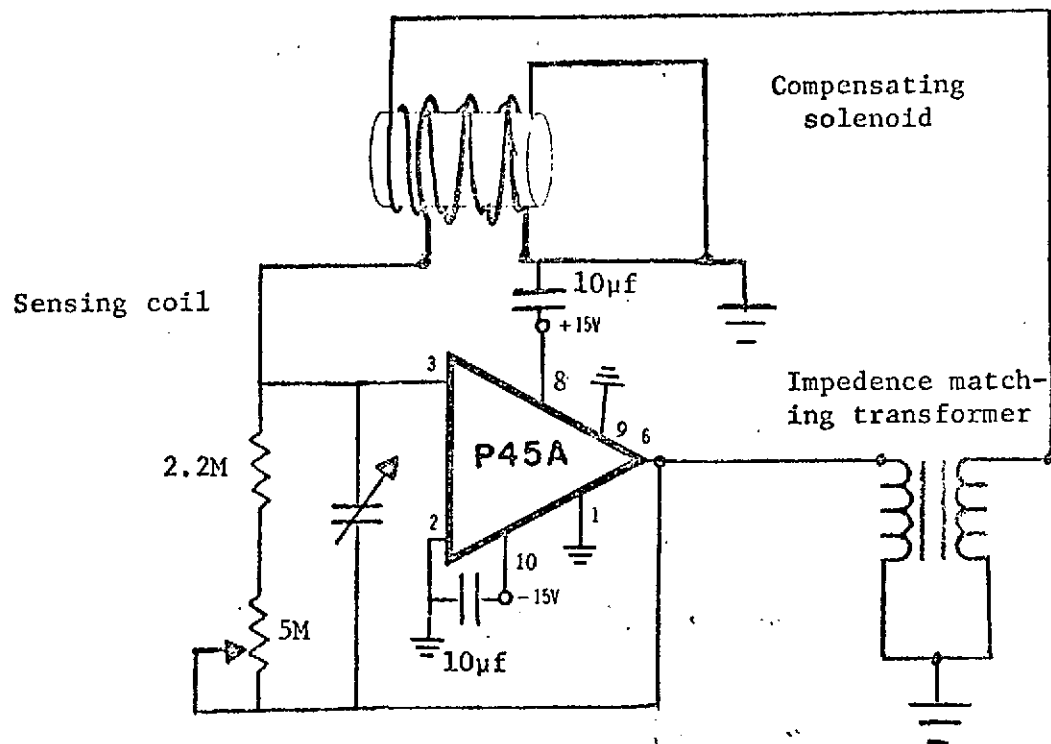 Compensating
solenoid
10µf
Sensing coil
+15V
3
8
Impedence match-
ing transformer
9
6
P45A
2.2M
2
1
10
-15V
5M
10µf